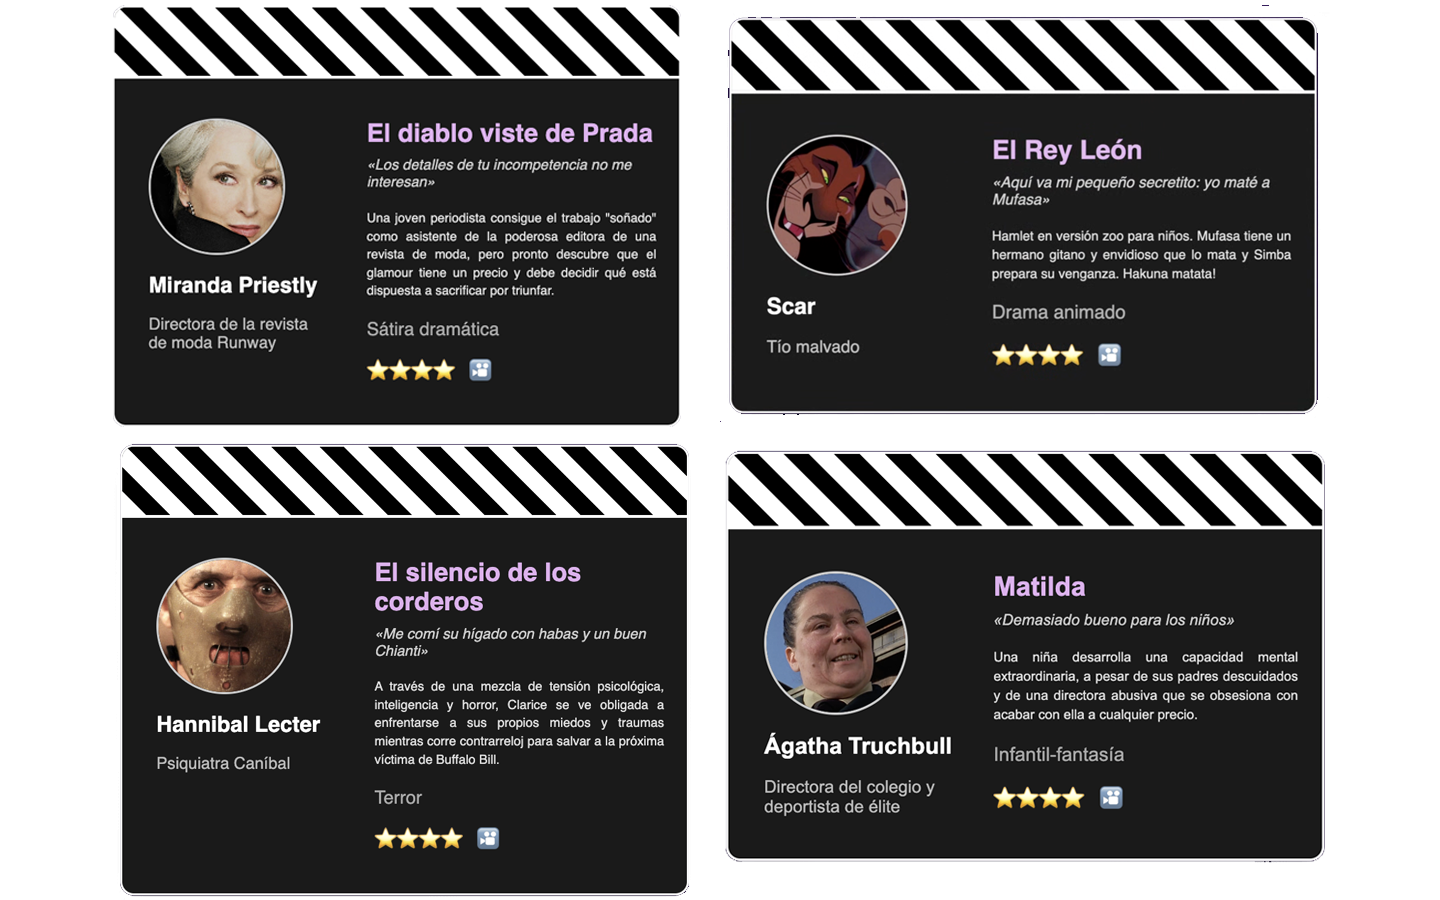 El diablo viste de Prada
«Los detalles de tu incompetencia no me
interesan»
Una joven periodista consigue el trabajo "soñado"
como asistente de la poderosa editora de una
revista de moda, pero pronto descubre que el
glamour tiene un precio y debe decidir qué está
dispuesta a sacrificar por triunfar.
Sátira dramática
Miranda Priestly
Directora de la revista
de moda Runway
El Rey León
«Aquí va mi pequeño secretito: yo maté a
Mufasa»
Hamlet en versión zoo para niños. Mufasa tiene un
hermano gitano y envidioso que lo mata y Simba
prepara su venganza. Hakuna matata!
Drama animado
Scar
Tío malvado
El silencio de los
corderos
«Me comí su hígado con habas y un buen
Chianti»
A través de una mezcla de tensión psicológica,
inteligencia y horror, Clarice se ve obligada a
enfrentarse a sus propios miedos y traumas
mientras corre contrarreloj para salvar a la próxima
víctima de Buffalo Bill.
Terror
Hannibal Lecter
Psiquiatra Caníbal
Matilda
«Demasiado bueno para los niños»
Una niña desarrolla una capacidad mental
extraordinaria, a pesar de sus padres descuidados
y de una directora abusiva que se obsesiona con
acabar con ella a cualquier precio.
Infantil-fantasía
Ágatha Truchbull
Directora del colegio y
deportista de élite